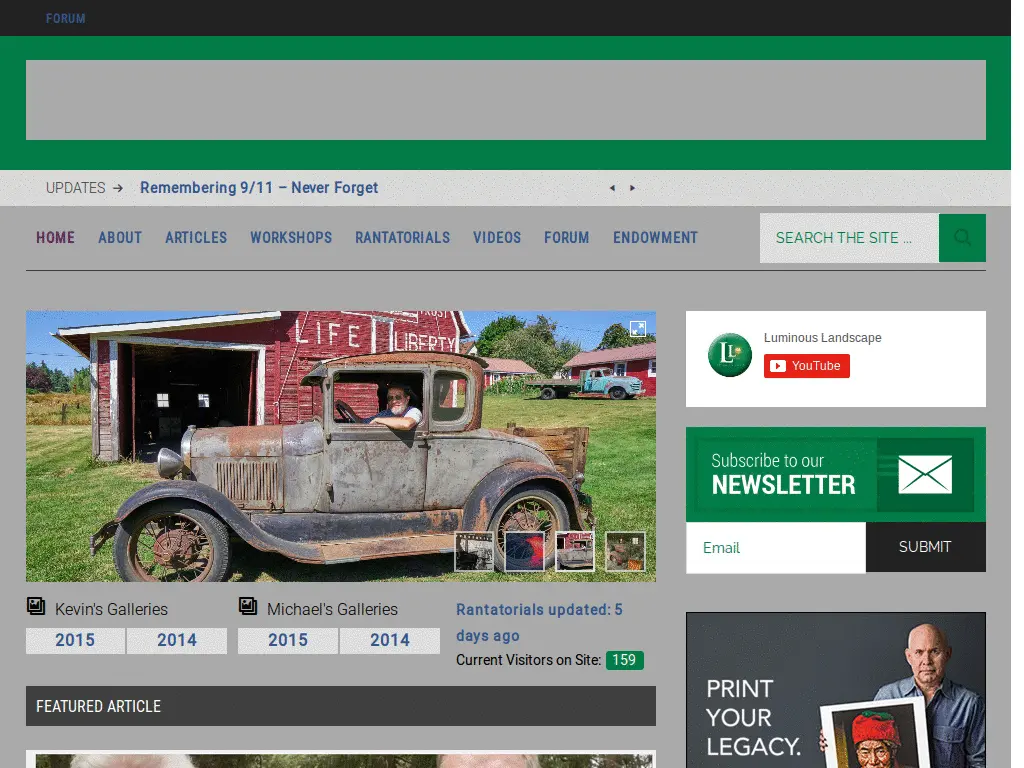 FORUM
UPDATES → Remembering 9/11 – Never Forget
HOME ABOUT ARTICLES WORKSHOPS RANTATORIALS VIDEOS FORUM ENDOWMENT
SEARCH THE SITE ...
TRUST
LIFE LIBERTY
Luminous Landscape
LL
YouTube
Subscribe to our
NEWSLETTER
Email
SUBMIT
Kevin's Galleries
2015 2014
Michael's Galleries
2015 2014
Rantatorials updated: 5
days ago
Current Visitors on Site: 159
FEATURED ARTICLE
PRINT
YOUR
LEGACY.